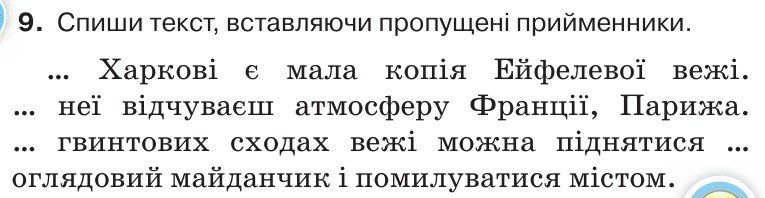 9. Спиши текст, вставляючи пропущені прийменники.
... Харкові є мала копія Ейфелевої вежі.
... неї відчуваєш атмосферу Франції, Парижа.
... гвинтових сходах вежі можна піднятися ...
оглядовий майданчик і помилуватися містом.